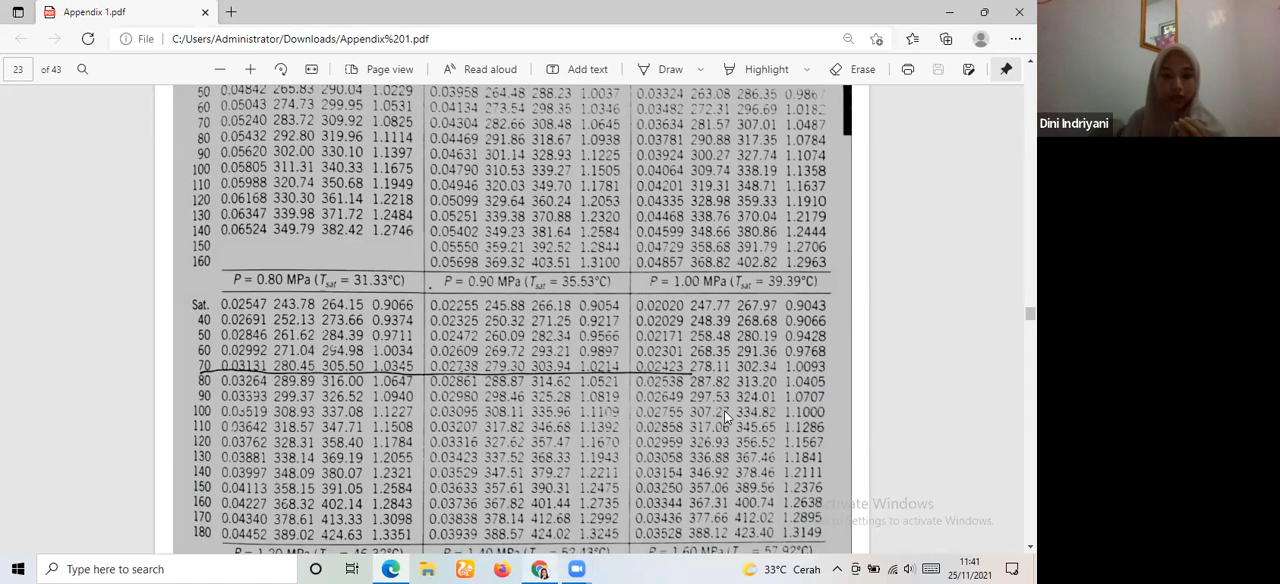 Appendix 1.pdf
File C:/Users/Administrator/Downloads/Appendix%201.pdf
23 of 43 Page view Read aloud Add text Draw Highlight Erase
Dini Indriyani
50 0.04842 265.83 290.04 1.0229 0.03958 264.48 288.23 1.0037 0.03324 263.08 286.35 0.9867
60 0.05043 274.73 299.95 1.0531 0.04134 273.54 298.35 1.0346 0.03482 272.31 296.69 1.0182
70 0.05240 283.72 309.92 1.0825 0.04304 282.66 308.48 1.0645 0.03634 281.57 307.01 1.0487
80 0.05432 292.80 319.96 1.1114 0.04469 291.86 318.67 1.0938 0.03781 290.88 317.35 1.0784
90 0.05620 302.00 330.10 1.1397 0.04631 301.14 328.93 1.1225 0.03924 300.27 327.74 1.1074
100 0.05805 311.31 340.33 1.1675 0.04790 310.53 339.27 1.1505 0.04064 309.74 338.19 1.1358
110 0.05988 320.74 350.68 1.1949 0.04946 320.03 349.70 1.1781 0.04201 319.31 348.71 1.1637
120 0.06168 330.30 361.14 1.2218 0.05099 329.64 360.24 1.2053 0.04335 328.98 359.33 1.1910
130 0.06347 339.98 371.72 1.2484 0.05251 339.38 370.88 1.2320 0.04468 338.76 370.04 1.2179
140 0.06524 349.79 382.42 1.2746 0.05402 349.23 381.64 1.2584 0.04599 348.66 380.86 1.2444
150 0.05550 359.21 392.52 1.2844 0.04729 358.68 391.79 1.2706
160 0.05698 369.32 403.51 1.3100 0.04857 368.82 402.82 1.2963
P = 0.80 MPa (Tsat = 31.33°C) P = 0.90 MPa (Tsat = 35.53°C) P = 1.00 MPa (Tsat = 39.39°C)
Sat. 0.02547 243.78 264.15 0.9066 0.02255 245.88 266.18 0.9054 0.02020 247.77 267.97 0.9043
40 0.02691 252.13 273.66 0.9374 0.02325 250.32 271.25 0.9217 0.02029 248.39 268.68 0.9066
50 0.02846 261.62 284.39 0.9711 0.02472 260.09 282.34 0.9566 0.02171 258.48 280.19 0.9428
60 0.02992 271.04 294.98 1.0034 0.02609 269.72 293.21 0.9897 0.02301 268.35 291.36 0.9768
70 0.03131 280.45 305.50 1.0345 0.02738 279.30 303.94 1.0214 0.02423 278.11 302.34 1.0093
80 0.03264 289.89 316.00 1.0647 0.02861 288.87 314.62 1.0521 0.02538 287.82 313.20 1.0405
90 0.03393 299.37 326.52 1.0940 0.02980 298.46 325.28 1.0819 0.02649 297.53 324.01 1.0707
100 0.03519 308.93 337.08 1.1227 0.03095 308.11 335.96 1.1109 0.02755 334.82 1.1000
110 0.03642 318.57 347.71 1.1508 0.03207 317.82 346.68 1.1392 0.02858 317.06 345.65 1.1286
120 0.03762 328.31 358.40 1.1784 0.03316 327.62 357.47 1.1670 0.02959 326.93 356.52 1.1567
130 0.03881 338.14 369.19 1.2055 0.03423 337.52 368.33 1.1943 0.03058 336.88 367.46 1.1841
140 0.03997 348.09 380.07 1.2321 0.03529 347.51 379.27 1.2211 0.03154 346.92 378.46 1.2111
150 0.04113 358.15 391.05 1.2584 0.03633 357.61 390.31 1.2475 0.03250 357.06 389.56 1.2376
160 0.04227 368.32 402.14 1.2843 0.03736 367.82 401.44 1.2735 0.03344 367.31 400.74 1.2638
170 0.04340 378.61 413.33 1.3098 0.03838 378.14 412.68 1.2992 0.03436 377.66 412.02 1.2895
180 0.04452 389.02 424.63 1.3351 0.03939 388.57 424.02 1.3245 0.03528 388.12 423.40 1.3149
Activate Windows
to Settings to activate Windows.
Type here to search 33°C Cerah 11:41
25/11/2021